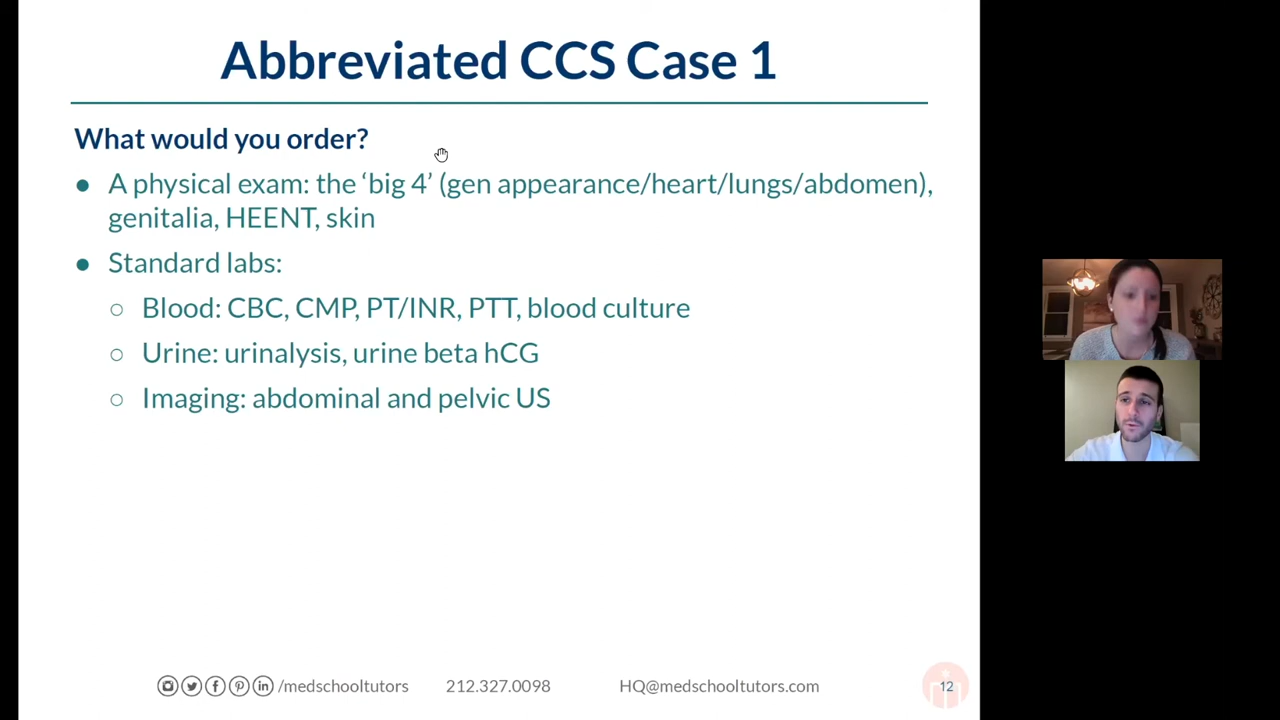 Abbreviated CCS Case 1
What would you order?
● A physical exam: the ‘big 4’ (gen appearance/heart/lungs/abdomen),
genitalia, HEENT, skin
● Standard labs:
○ Blood: CBC, CMP, PT/INR, PTT, blood culture
○ Urine: urinalysis, urine beta hCG
○ Imaging: abdominal and pelvic US
/medschooltutors 212.327.0098 HQ@medschooltutors.com 12